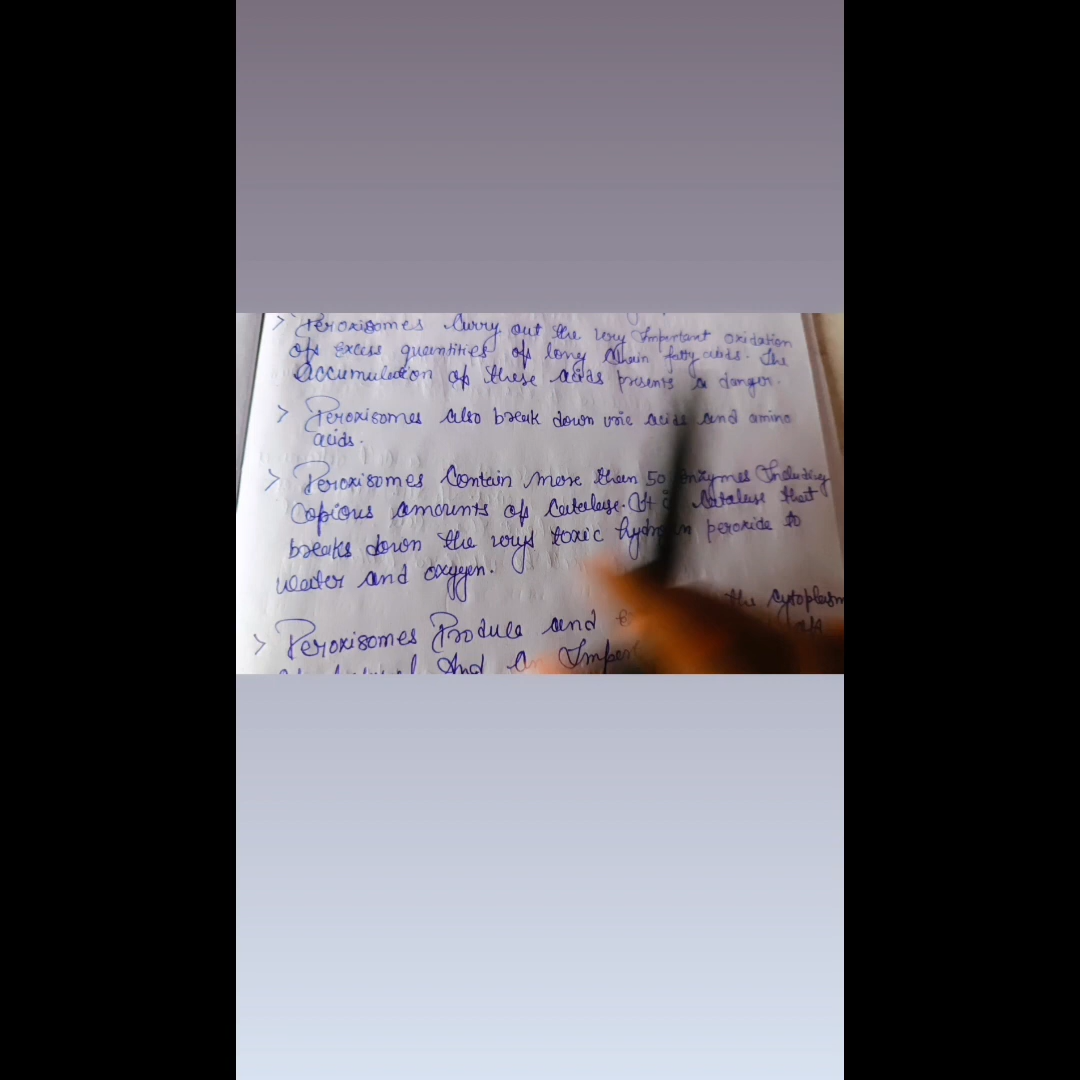 > Peroxisomes Carry out the very Important oxidation
of excess quantities of long chain fatty acids. The
accumulation of these acids presents a danger.
> Peroxisomes also break down uric acids and amino
acids.
> Peroxisomes Contain more than 50 enzymes Including
Copious amounts of Catalase. It catalase that
breaks down the very toxic peroxide to
water and oxygen.
> Peroxisomes Produce and the cytoplasm
And an